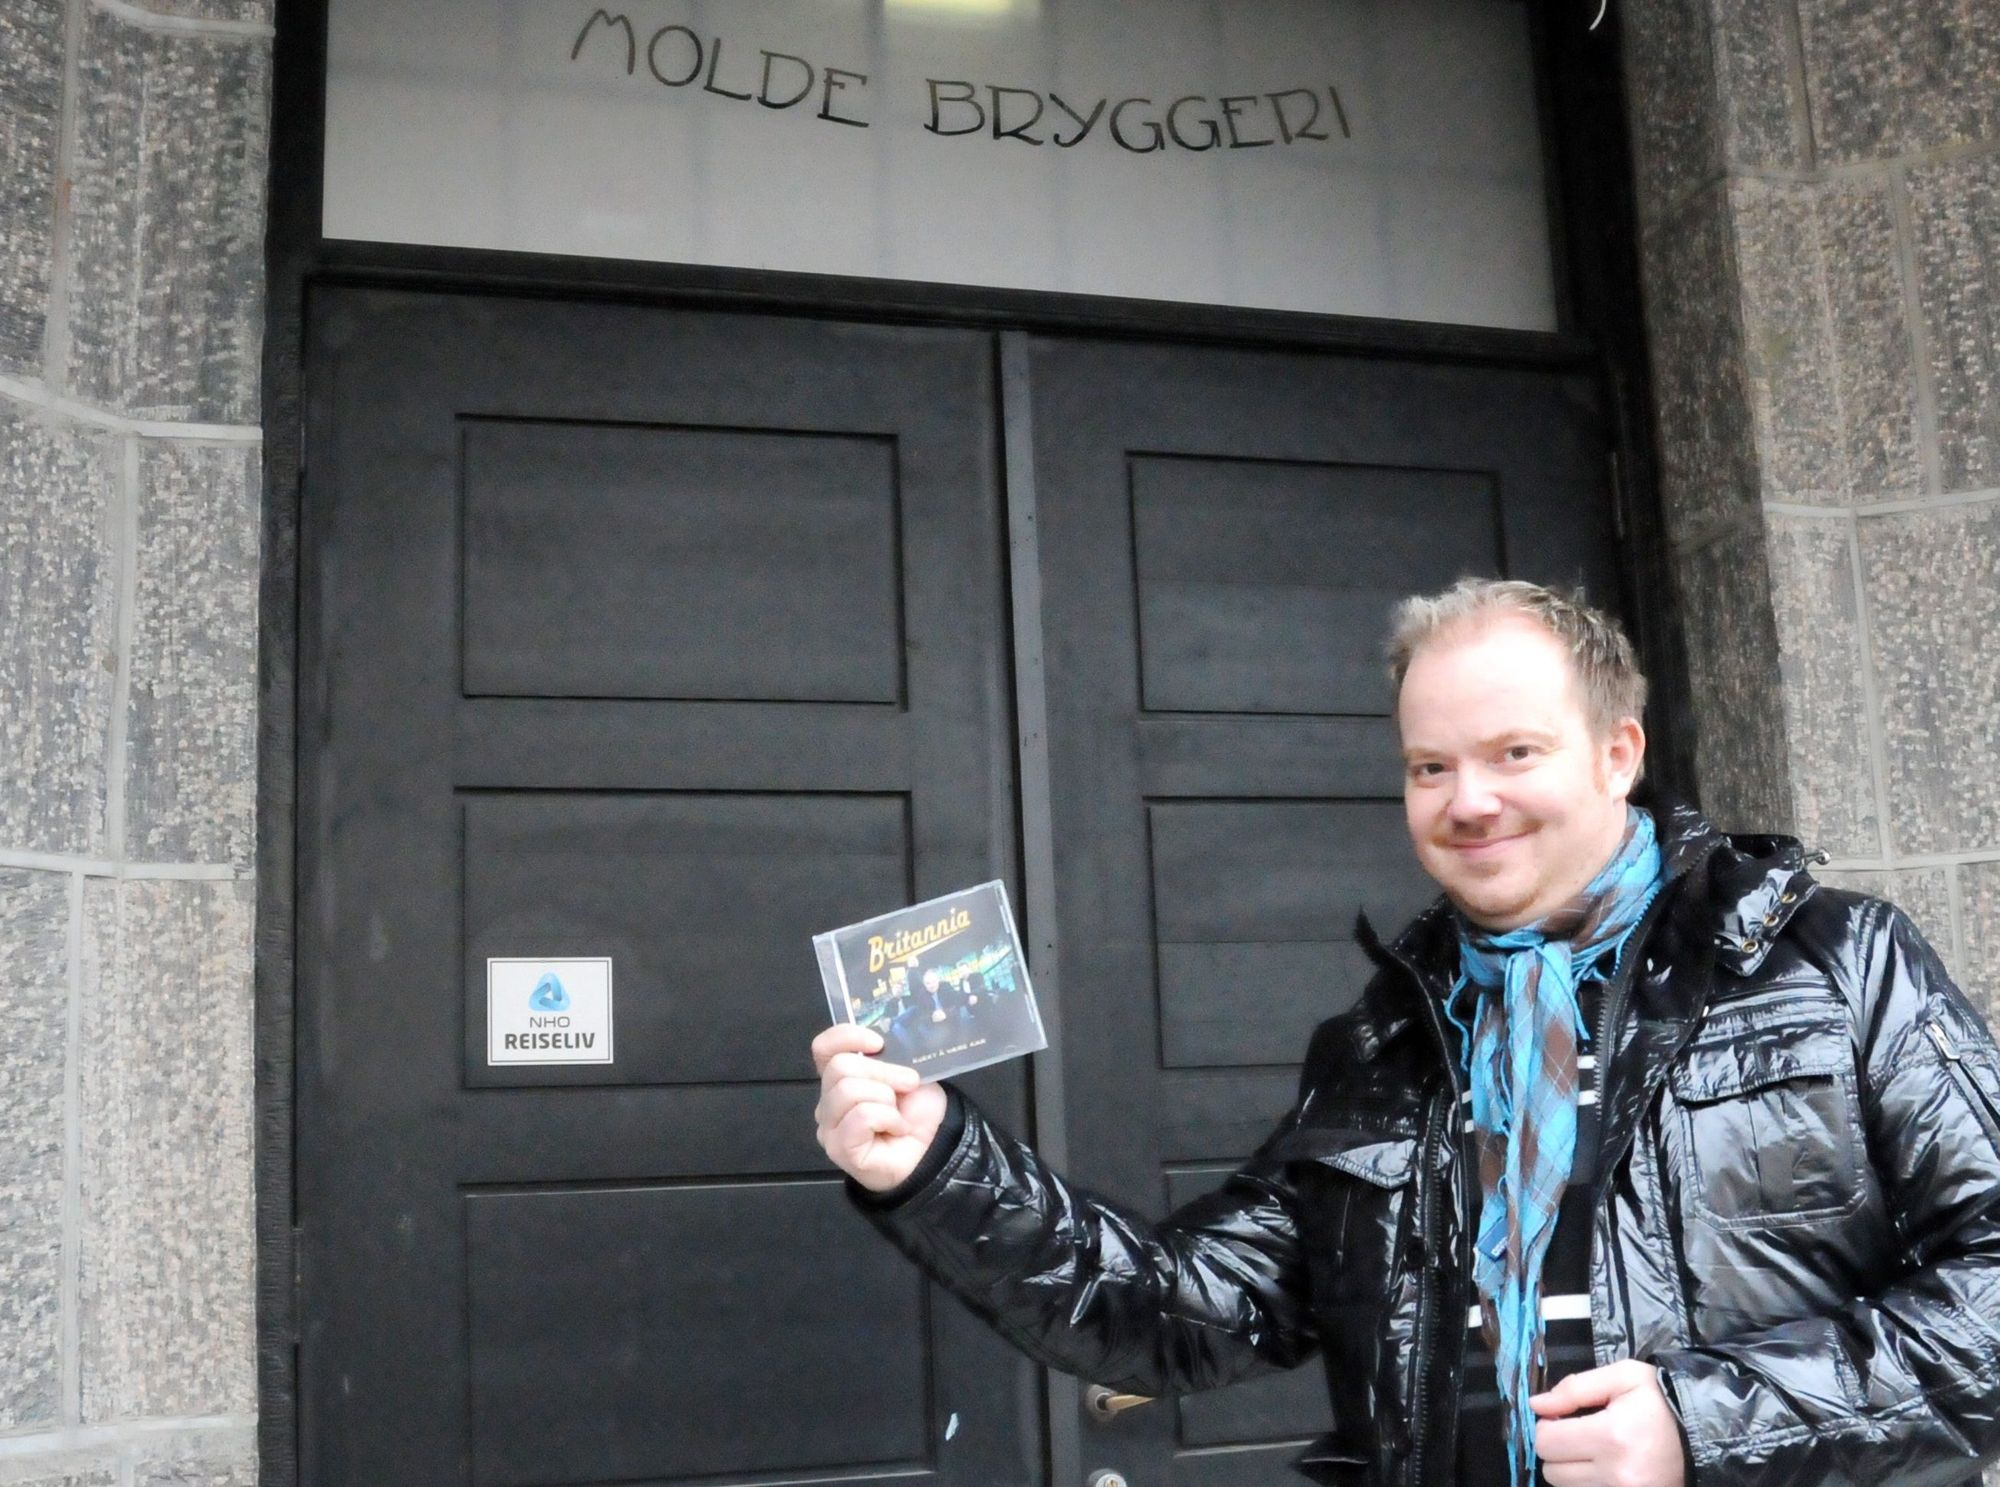 MOLDE BRYGGERI
Britannia
NHO
REISELIV